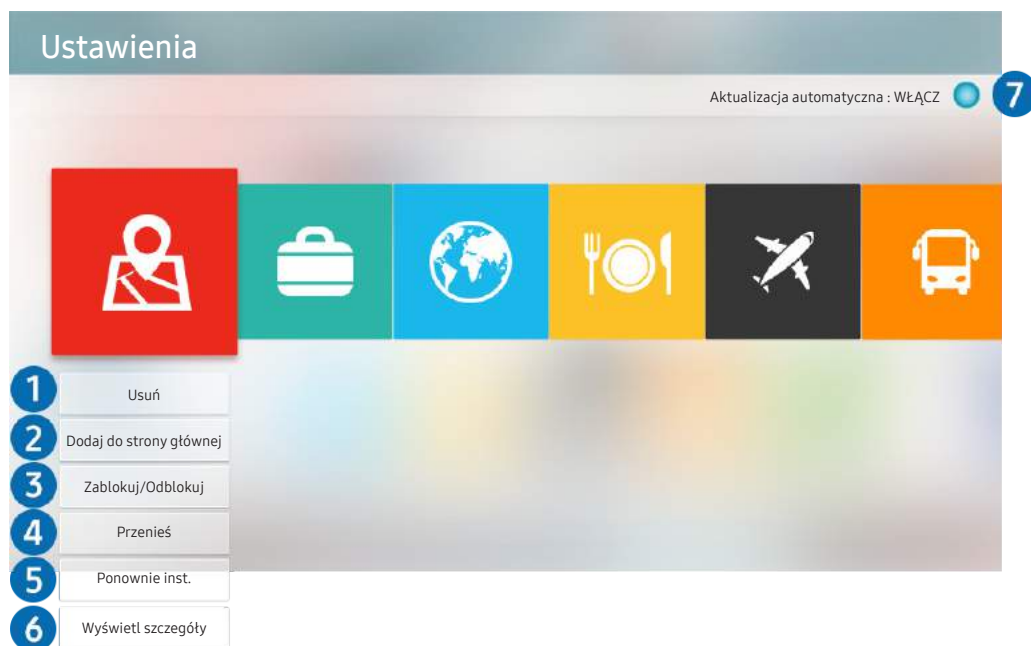 Ustawienia
Aktualizacja automatyczna : WŁĄCZ 7
1 Usuń
2 Dodaj do strony głównej
3 Zablokuj/Odblokuj
4 Przenieś
5 Ponownie inst.
6 Wyświetl szczegóły